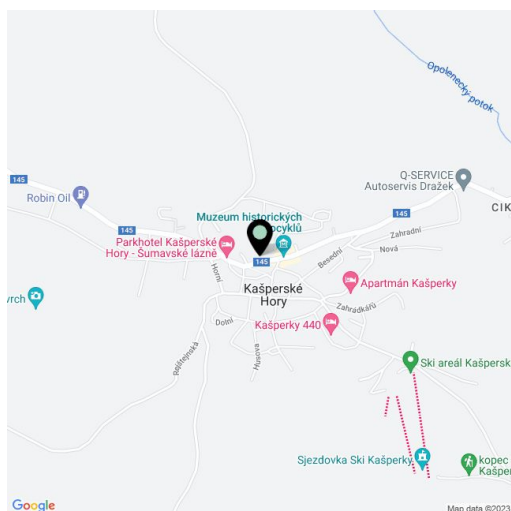 Opolenecký potok
145
Q-SERVICE
Autoservis Dražek
Robin Oil
CIK
145
145
Zahradní
Muzeum historických
ocyklů
Nová
Parkhotel Kašperské
Hory - Šumavské lázně
145
Besední
Horní
Apartmán Kašperky
Kašperské
Hory
vrch
Zahradkářů
Dolní
Kašperky 440
Husova
Ski areál Kašpersk
Sjezdovka Ski Kašperky
kopec
Kašper
Google
Map data ©2023